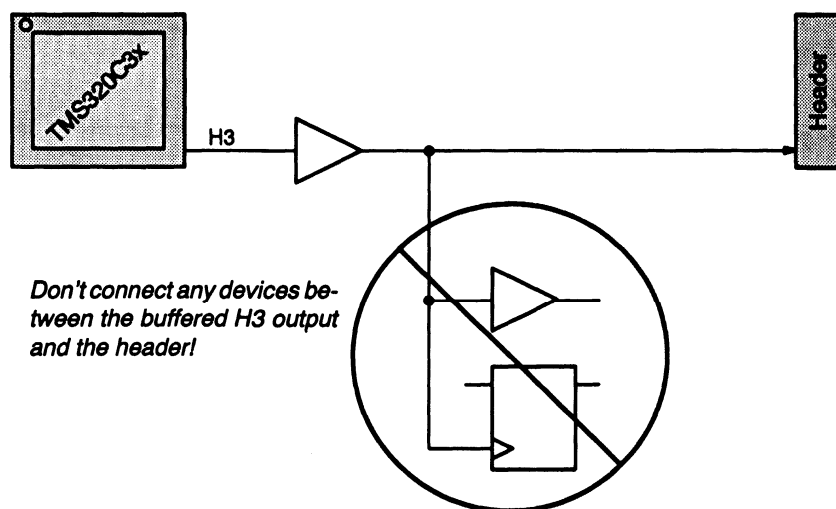 TMS320C3x
H3
Header
Don't connect any devices be-
tween the buffered H3 output
and the header!